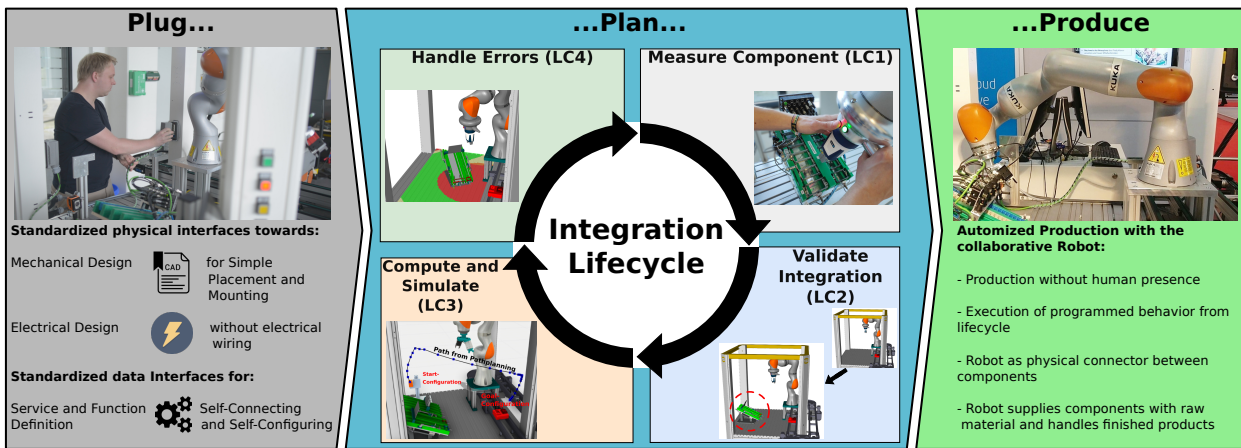 Plug...
Standardized physical interfaces towards:
Mechanical Design
CAD
for Simple
Placement and
Mounting
Electrical Design
without electrical
wiring
Standardized data Interfaces for:
Service and Function
Definition
Self-Connecting
and Self-Configuring
...Plan...
Handle Errors (LC4)
Measure Component (LC1)
Integration
Lifecycle
Compute and
Simulate
(LC3)
Path from Pathplanning
Start-
Configuration
Validate
Integration
(LC2)
...Produce
KUKA
KUKA
Automized Production with the
collaborative Robot:
- Production without human presence
- Execution of programmed behavior from
lifecycle
- Robot as physical connector between
components
- Robot supplies components with raw
material and handles finished products